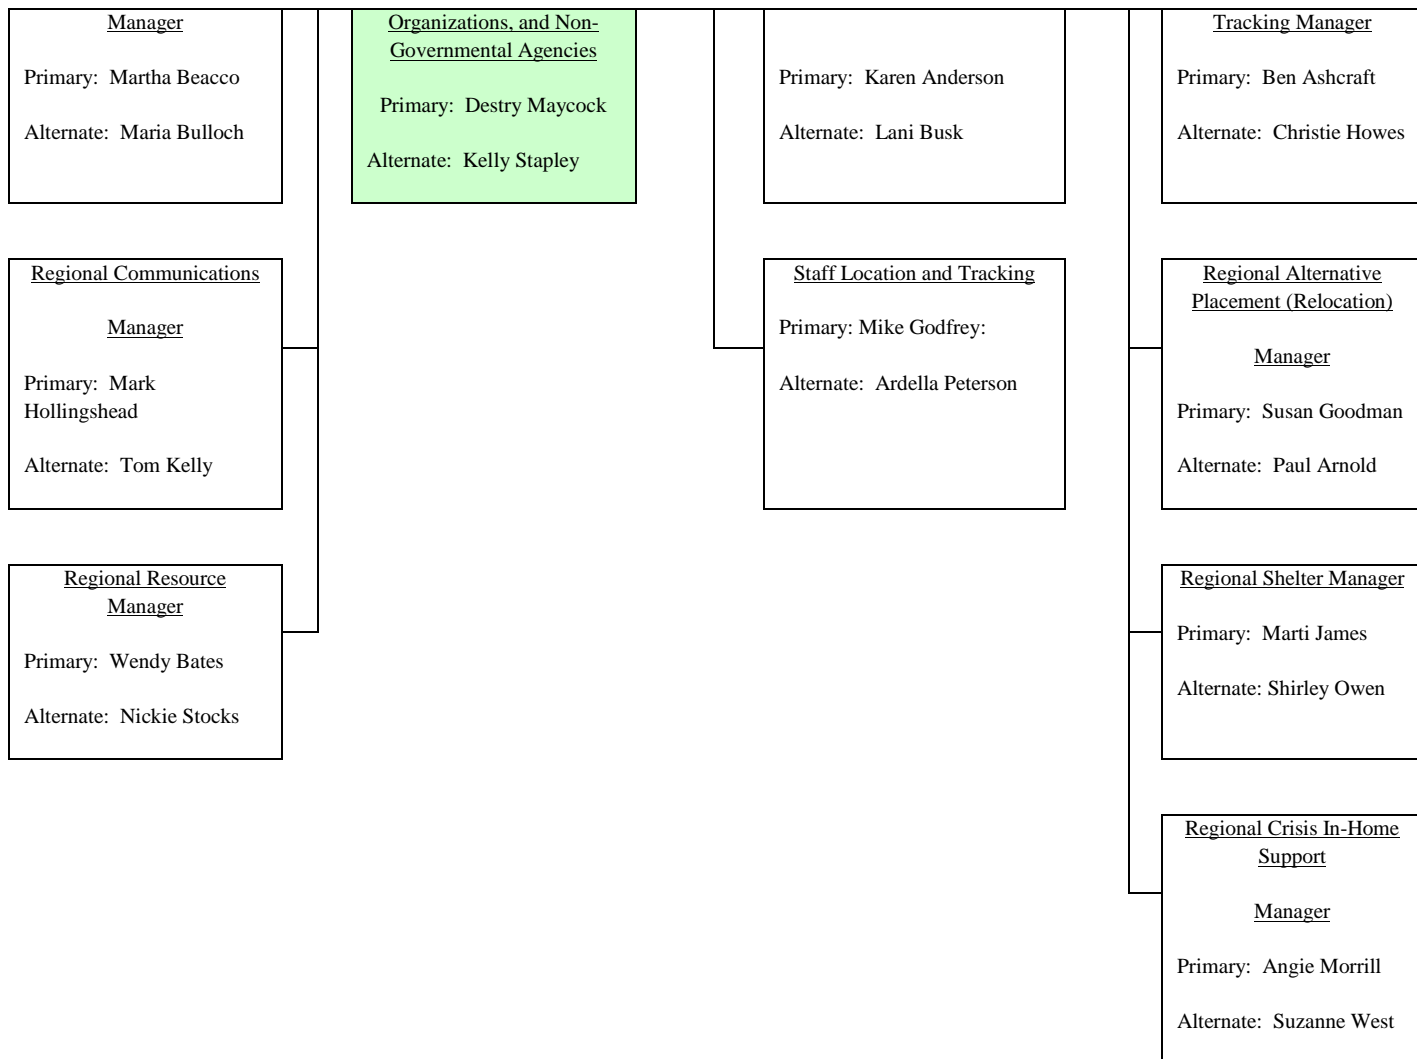 Manager
Primary: Martha Beacco
Alternate: Maria Bulloch
Organizations, and Non-
Governmental Agencies
Primary: Destry Maycock
Alternate: Kelly Stapley
Primary: Karen Anderson
Alternate: Lani Busk
Tracking Manager
Primary: Ben Ashcraft
Alternate: Christie Howes
Regional Communications
Manager
Primary: Mark
Hollingshead
Alternate: Tom Kelly
Staff Location and Tracking
Primary: Mike Godfrey:
Alternate: Ardella Peterson
Regional Alternative
Placement (Relocation)
Manager
Primary: Susan Goodman
Alternate: Paul Arnold
Regional Resource
Manager
Primary: Wendy Bates
Alternate: Nickie Stocks
Regional Shelter Manager
Primary: Marti James
Alternate: Shirley Owen
Regional Crisis In-Home
Support
Manager
Primary: Angie Morrill
Alternate: Suzanne West